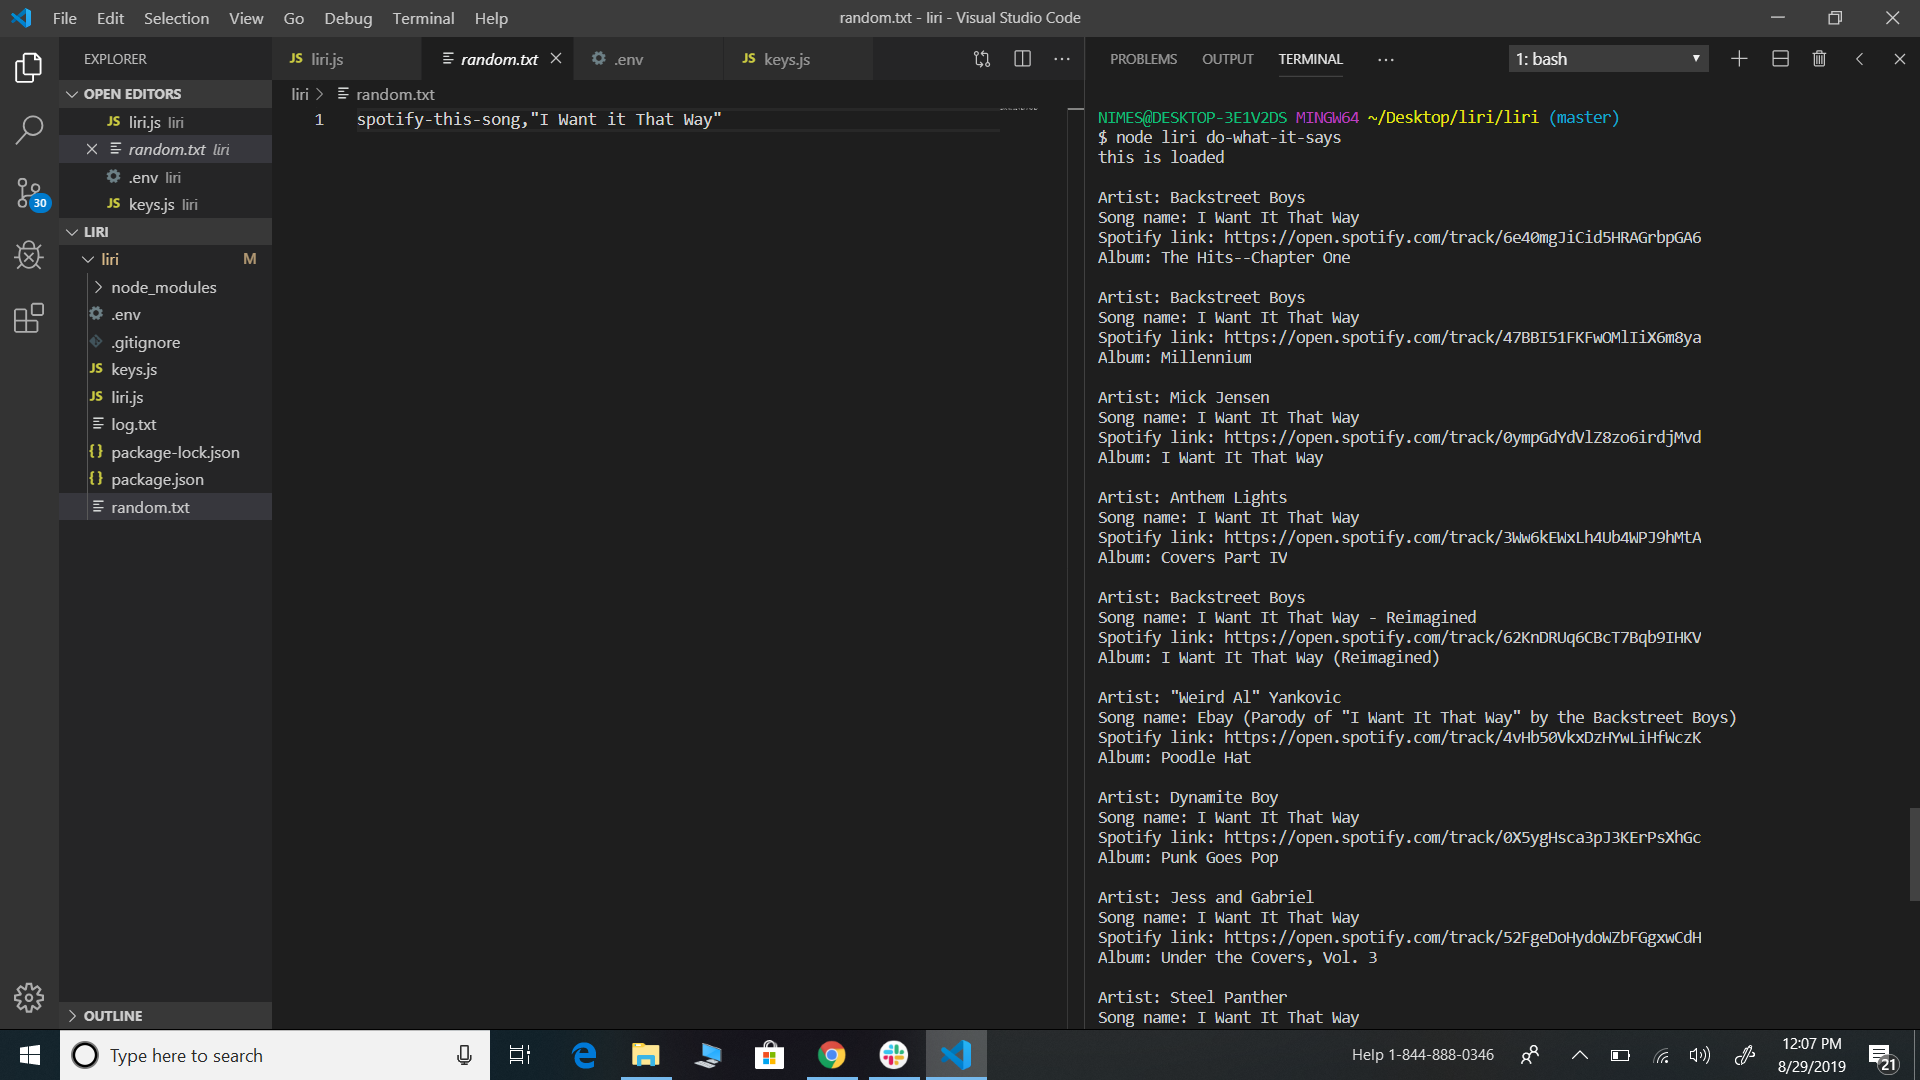 File Edit Selection View Go Debug Terminal Help
random.txt - liri - Visual Studio Code
EXPLORER
OPEN EDITORS
JS liri.js liri
random.txt liri
.env liri
JS keys.js liri
30
LIRI
liri M
node_modules
.env
.gitignore
JS keys.js
JS liri.js
log.txt
{} package-lock.json
{} package.json
random.txt
OUTLINE
JS liri.js
random.txt
.env
JS keys.js
liri > random.txt
1 spotify-this-song,"I Want it That Way"
PROBLEMS OUTPUT TERMINAL ... 1: bash
NIMES@DESKTOP-3E1V2DS MINGW64 ~/Desktop/liri/liri (master)
$ node liri do-what-it-says
this is loaded
Artist: Backstreet Boys
Song name: I Want It That Way
Spotify link: https://open.spotify.com/track/6e40mgJiCid5HRAGrbpGA6
Album: The Hits--Chapter One
Artist: Backstreet Boys
Song name: I Want It That Way
Spotify link: https://open.spotify.com/track/47BBI51FKFwOMlIiX6m8ya
Album: Millennium
Artist: Mick Jensen
Song name: I Want It That Way
Spotify link: https://open.spotify.com/track/0ympGdYdVlZ8zo6irdjMvd
Album: I Want It That Way
Artist: Anthem Lights
Song name: I Want It That Way
Spotify link: https://open.spotify.com/track/3Ww6kEWxLh4Ub4WPJ9hMtA
Album: Covers Part IV
Artist: Backstreet Boys
Song name: I Want It That Way - Reimagined
Spotify link: https://open.spotify.com/track/62KnDRUq6CBcT7Bqb9IHKV
Album: I Want It That Way (Reimagined)
Artist: "Weird Al" Yankovic
Song name: Ebay (Parody of "I Want It That Way" by the Backstreet Boys)
Spotify link: https://open.spotify.com/track/4vHb50VkxDzHYwLiHfWczK
Album: Poodle Hat
Artist: Dynamite Boy
Song name: I Want It That Way
Spotify link: https://open.spotify.com/track/0X5ygHsca3pJ3KErPsXhGc
Album: Punk Goes Pop
Artist: Jess and Gabriel
Song name: I Want It That Way
Spotify link: https://open.spotify.com/track/52FgeDoHydoWZbFGgxwCdH
Album: Under the Covers, Vol. 3
Artist: Steel Panther
Song name: I Want It That Way
Type here to search
Help 1-844-888-0346
12:07 PM
8/29/2019
21